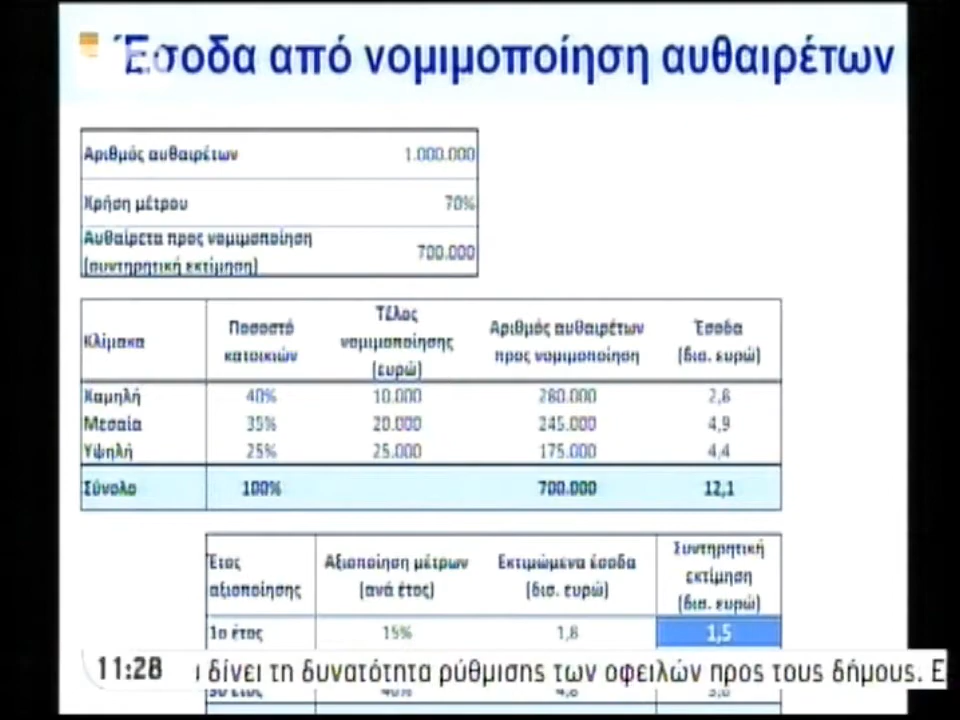 Έσοδα από νομιμοποίηση αυθαιρέτων
Αριθμός αυθαιρέτων 1.000.000
Χρήση μέτρου 70%
Αυθαίρετα προς νομιμοποίηση
(συντηρητική εκτίμηση) 700.000
Κλίμακα Ποσοστό κατοικιών Τέλος νομιμοποίησης (ευρώ) Αριθμός αυθαιρέτων προς νομιμοποίηση Έσοδα (δισ. ευρώ)
Χαμηλή 40% 10.000 280.000 2,8
Μεσαία 35% 20.000 245.000 4,9
Υψηλή 25% 25.000 175.000 4,4
Σύνολο 100% 700.000 12,1
Έτος αξιοποίησης Αξιοποίηση μέτρων (ανά έτος) Εκτιμώμενα έσοδα (δισ. ευρώ) Συντηρητική εκτίμηση (δισ. ευρώ)
1ο έτος 15% 1,8 1,5
11:28 δίνει τη δυνατότητα ρύθμισης των οφειλών προς τους δήμους. Ε